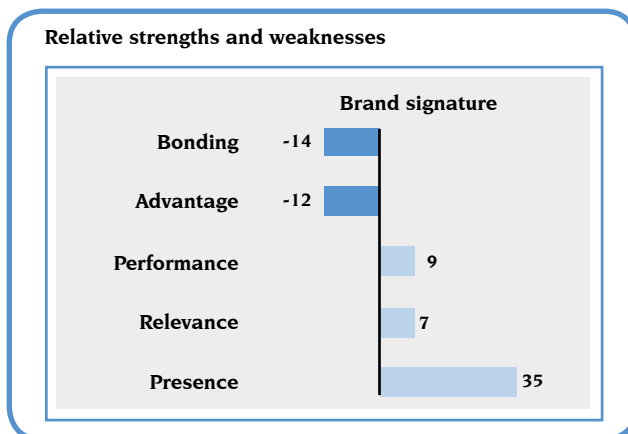 Relative strengths and weaknesses
Brand signature
Bonding -14
Advantage -12
Performance 9
Relevance 7
Presence 35